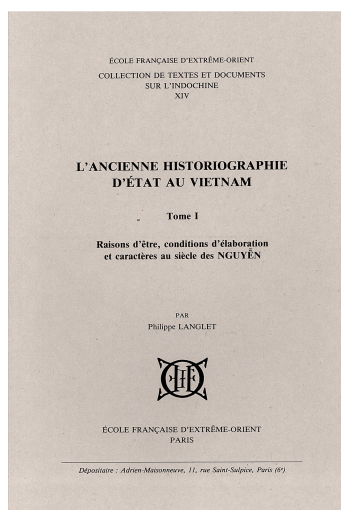 ÉCOLE FRANÇAISE D'EXTRÊME-ORIENT
COLLECTION DE TEXTES ET DOCUMENTS
SUR L'INDOCHINE
XIV
L'ANCIENNE HISTORIOGRAPHIE
D'ÉTAT AU VIETNAM
Tome I
Raisons d'être, conditions d'élaboration
et caractères au siècle des NGUYỄN
PAR
Philippe LANGLET
ÉCOLE FRANÇAISE D'EXTRÊME-ORIENT
PARIS
Dépositaire : Adrien-Maisonneuve, 11, rue Saint-Sulpice, Paris (6e)